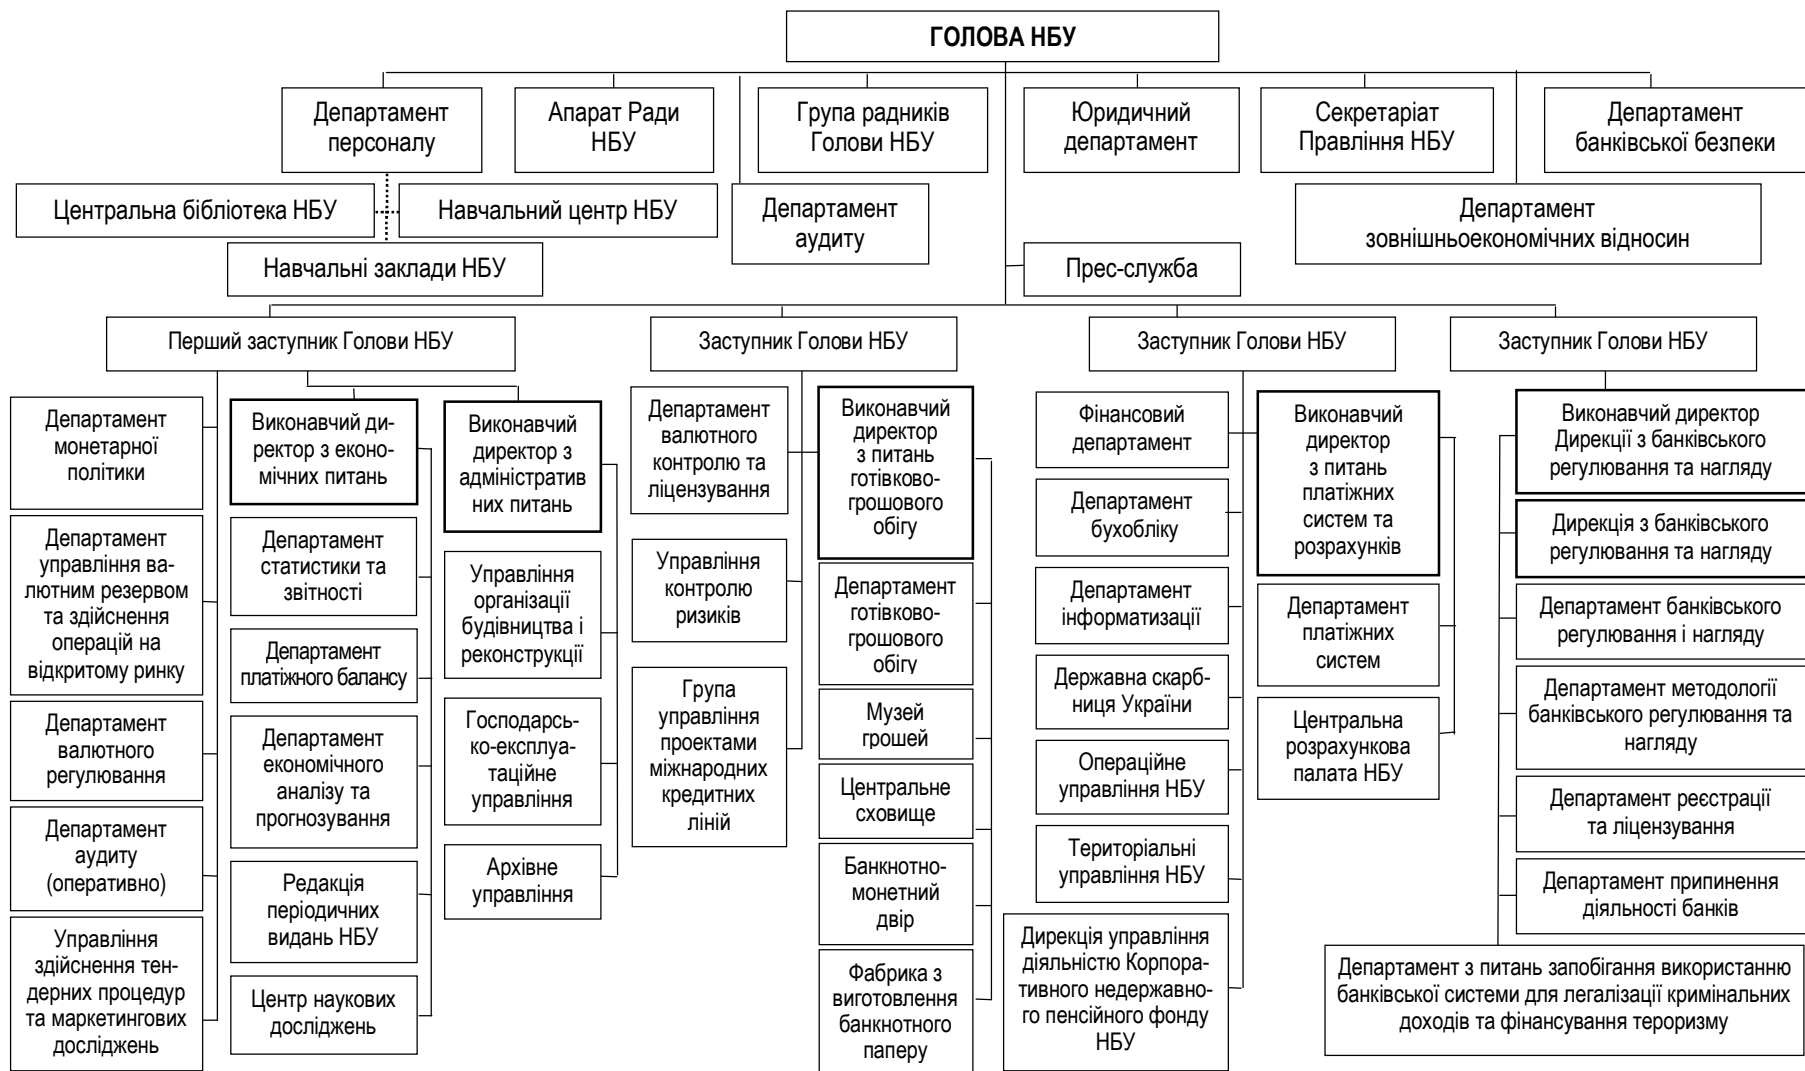 ГОЛОВА НБУ
Департамент
персоналу
Апарат Ради
НБУ
Група радників
Голови НБУ
Юридичний
департамент
Секретаріат
Правління НБУ
Департамент
банківської безпеки
Центральна бібліотека НБУ
Навчальний центр НБУ
Навчальні заклади НБУ
Департамент
аудиту
Департамент
зовнішньоекономічних відносин
Прес-служба
Перший заступник Голови НБУ
Заступник Голови НБУ
Заступник Голови НБУ
Заступник Голови НБУ
Департамент
монетарної
політики
Департамент
управління ва-
лютним резервом
та здійснення
операцій на
відкритому ринку
Департамент
валютного
регулювання
Департамент
аудиту
(оперативно)
Управління
здійснення тен-
дерних процедур
та маркетингових
досліджень
Виконавчий ди-
ректор з еконо-
мічних питань
Департамент
статистики та
звітності
Департамент
платіжного балансу
Департамент
економічного
аналізу та
прогнозування
Редакція
періодичних
видань НБУ
Центр наукових
досліджень
Виконавчий
директор з
адміністратив
них питань
Управління
організації
будівництва і
реконструкції
Господарсь-
ко-експлуа-
таційне
управління
Архівне
управління
Департамент
валютного
контролю та
ліцензування
Управління
контролю
ризиків
Група
управління
проектами
міжнародних
кредитних
ліній
Виконавчий
директор
з питань
готівково-
грошового
обігу
Департамент
готівково-
грошового
обігу
Музей
грошей
Центральне
сховище
Банкнотно-
монетний
двір
Фабрика з
виготовлення
банкнотного
паперу
Фінансовий
департамент
Департамент
бухобліку
Департамент
інформатизації
Державна скарб-
ниця України
Операційне
управління НБУ
Територіальні
управління НБУ
Дирекція управління
діяльністю Корпора-
тивного недержавно-
го пенсійного фонду
НБУ
Виконавчий
директор
з питань
платіжних
систем та
розрахунків
Департамент
платіжних
систем
Центральна
розрахункова
палата НБУ
Виконавчий директор
Дирекції з банківського
регулювання та нагляду
Дирекція з банківського
регулювання та нагляду
Департамент банківського
регулювання і нагляду
Департамент методології
банківського регулювання та
нагляду
Департамент реєстрації
та ліцензування
Департамент припинення
діяльності банків
Департамент з питань запобігання використанню
банківської системи для легалізації кримінальних
доходів та фінансування тероризму